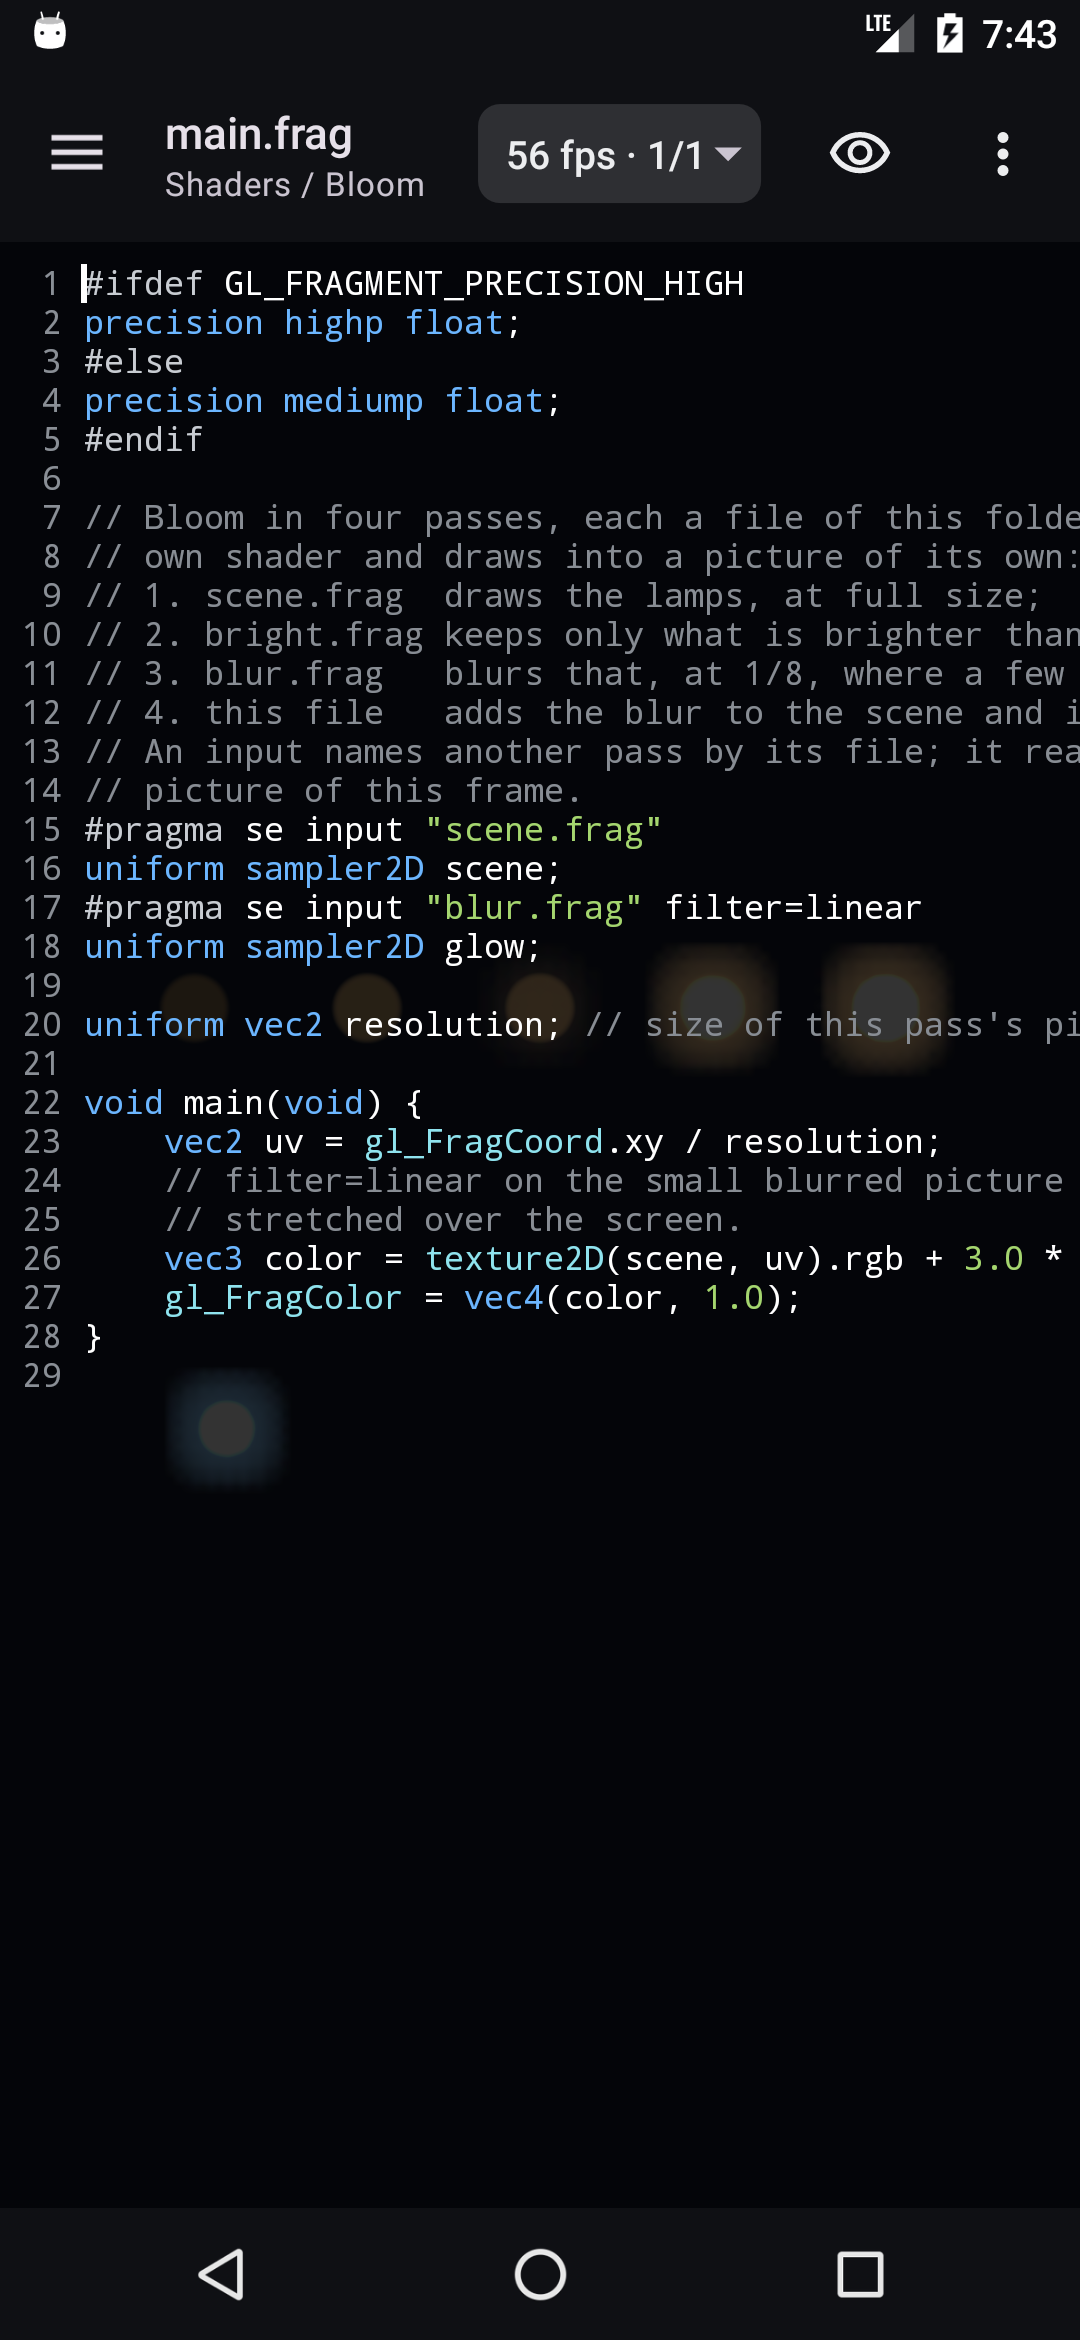 LTE 7:43
main.frag
Shaders / Bloom
56 fps · 1/1
1 #ifdef GL_FRAGMENT_PRECISION_HIGH
2 precision highp float;
3 #else
4 precision mediump float;
5 #endif
6
7 // Bloom in four passes, each a file of this folde
8 // own shader and draws into a picture of its own:
9 // 1. scene.frag  draws the lamps, at full size;
10 // 2. bright.frag keeps only what is brighter than
11 // 3. blur.frag   blurs that, at 1/8, where a few
12 // 4. this file   adds the blur to the scene and i
13 // An input names another pass by its file; it rea
14 // picture of this frame.
15 #pragma se input "scene.frag"
16 uniform sampler2D scene;
17 #pragma se input "blur.frag" filter=linear
18 uniform sampler2D glow;
19
20 uniform vec2 resolution; // size of this pass's pi
21
22 void main(void) {
23     vec2 uv = gl_FragCoord.xy / resolution;
24     // filter=linear on the small blurred picture
25     // stretched over the screen.
26     vec3 color = texture2D(scene, uv).rgb + 3.0 *
27     gl_FragColor = vec4(color, 1.0);
28 }
29